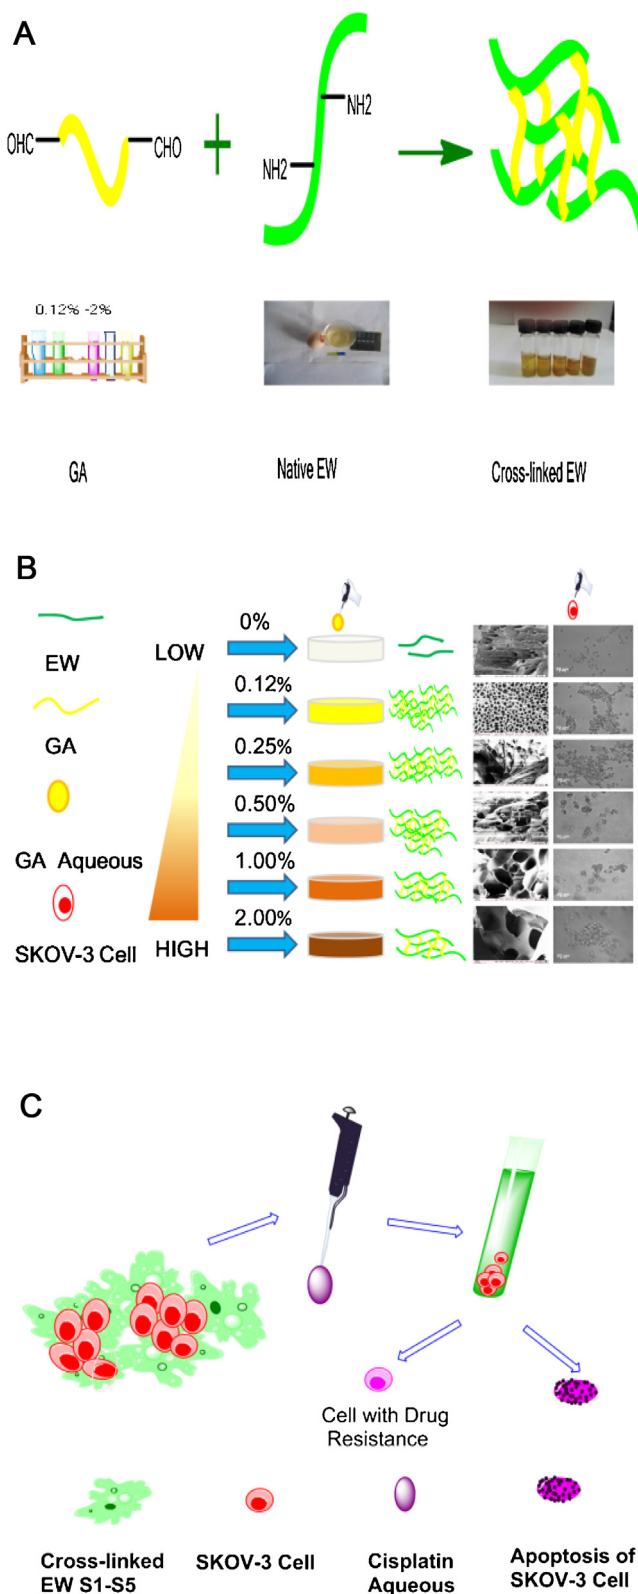 A
OHC
CHO
NH2
NH2
0.12% -2%
GA
Native EW
Cross-linked EW
B
EW
GA
GA Aqueous
SKOV-3 Cell
LOW
HIGH
0%
0.12%
0.25%
0.50%
1.00%
2.00%
C
Cell with Drug
Resistance
Cross-linked
EW S1-S5
SKOV-3 Cell
Cisplatin
Aqueous
Apoptosis of
SKOV-3 Cell